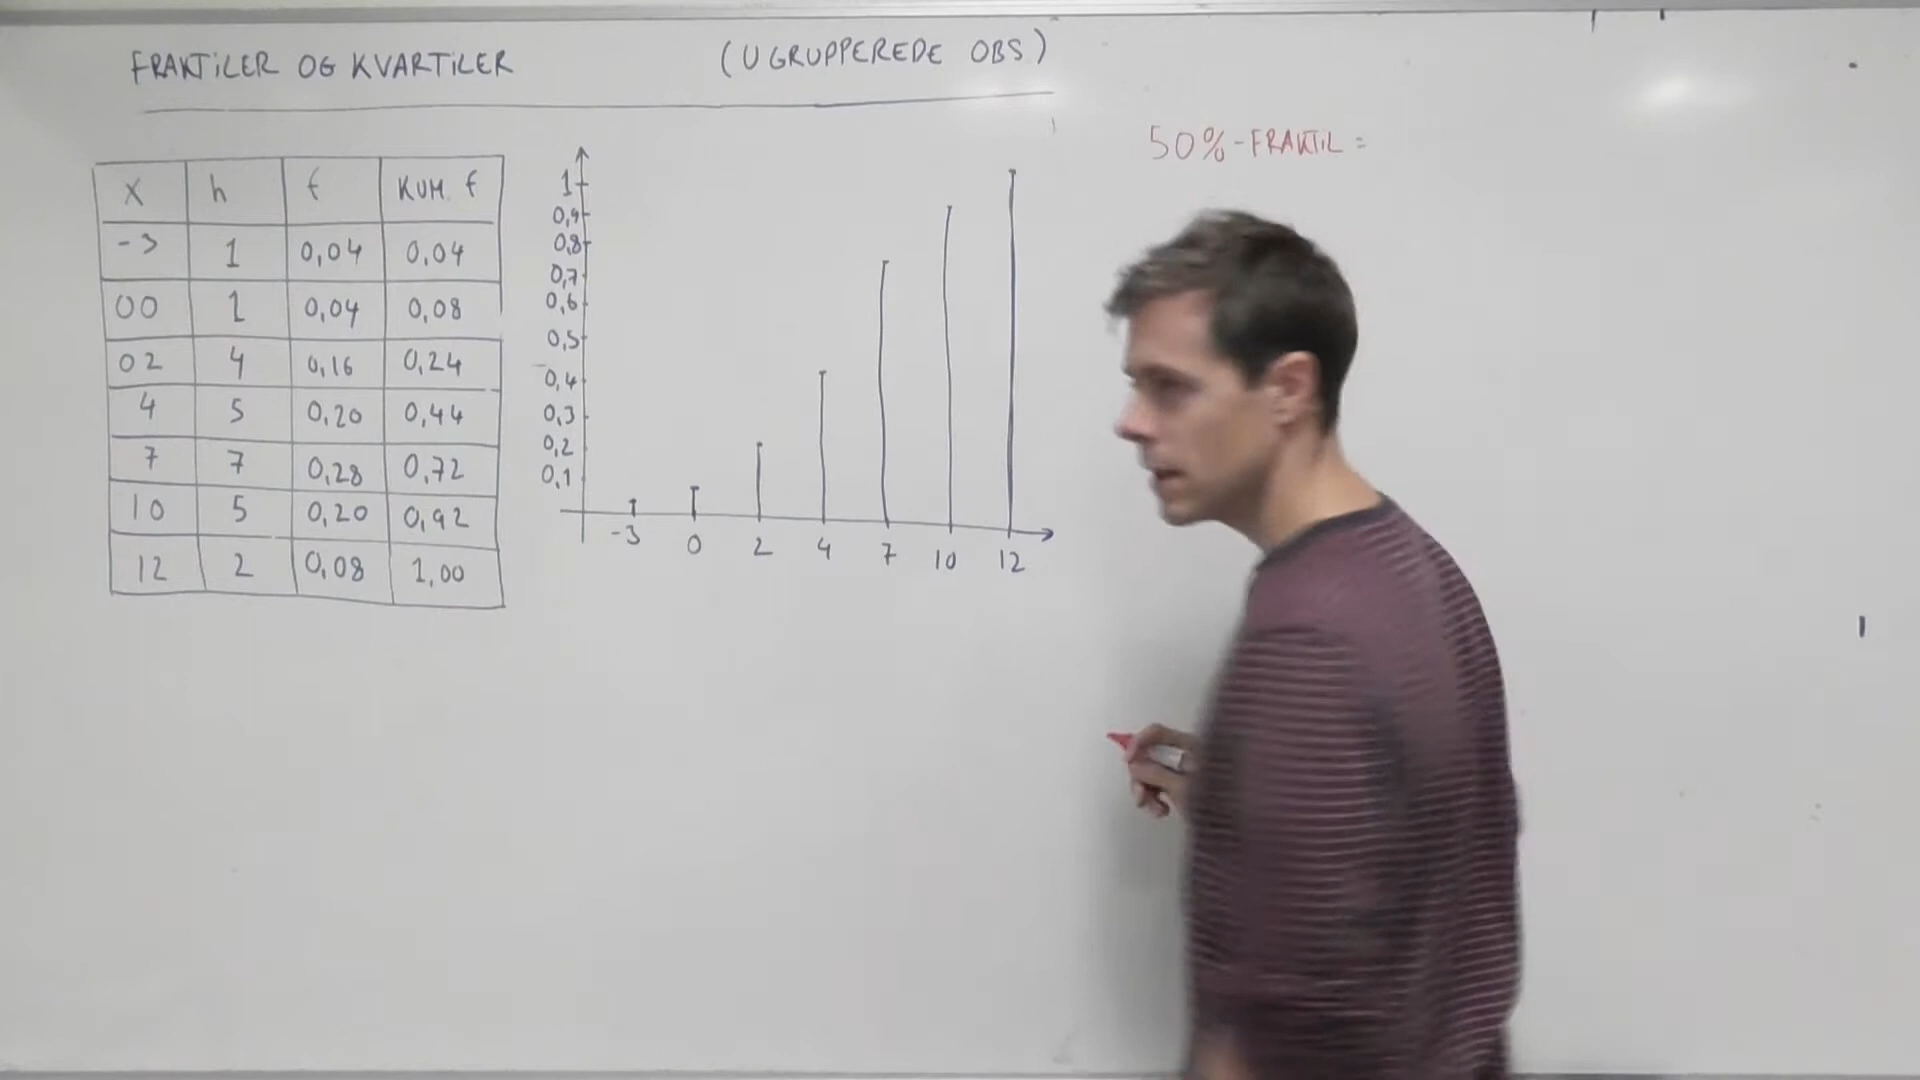 FRAKTiLER OG KVARTiLER (UGRUPPEREDE OBS)
50%-FRAKTiL =
X h f KUM. f
-3 1 0,04 0,04
00 1 0,04 0,08
02 4 0,16 0,24
4 5 0,20 0,44
7 7 0,28 0,72
10 5 0,20 0,92
12 2 0,08 1,00
1
0,9
0,8
0,7
0,6
0,5
0,4
0,3
0,2
0,1
-3 0 2 4 7 10 12